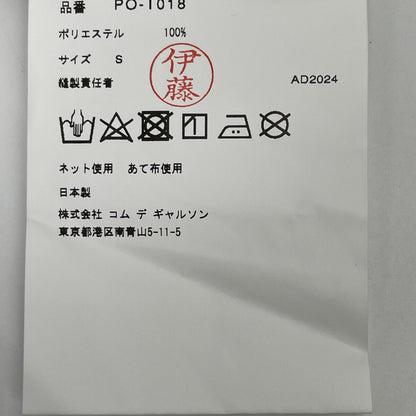 品番 PO-T018
ポリエステル 100%
サイズ S
縫製責任者 伊藤 AD2024
ネット使用 あて布使用
日本製
株式会社 コム デ ギャルソン
東京都港区南青山5-11-5